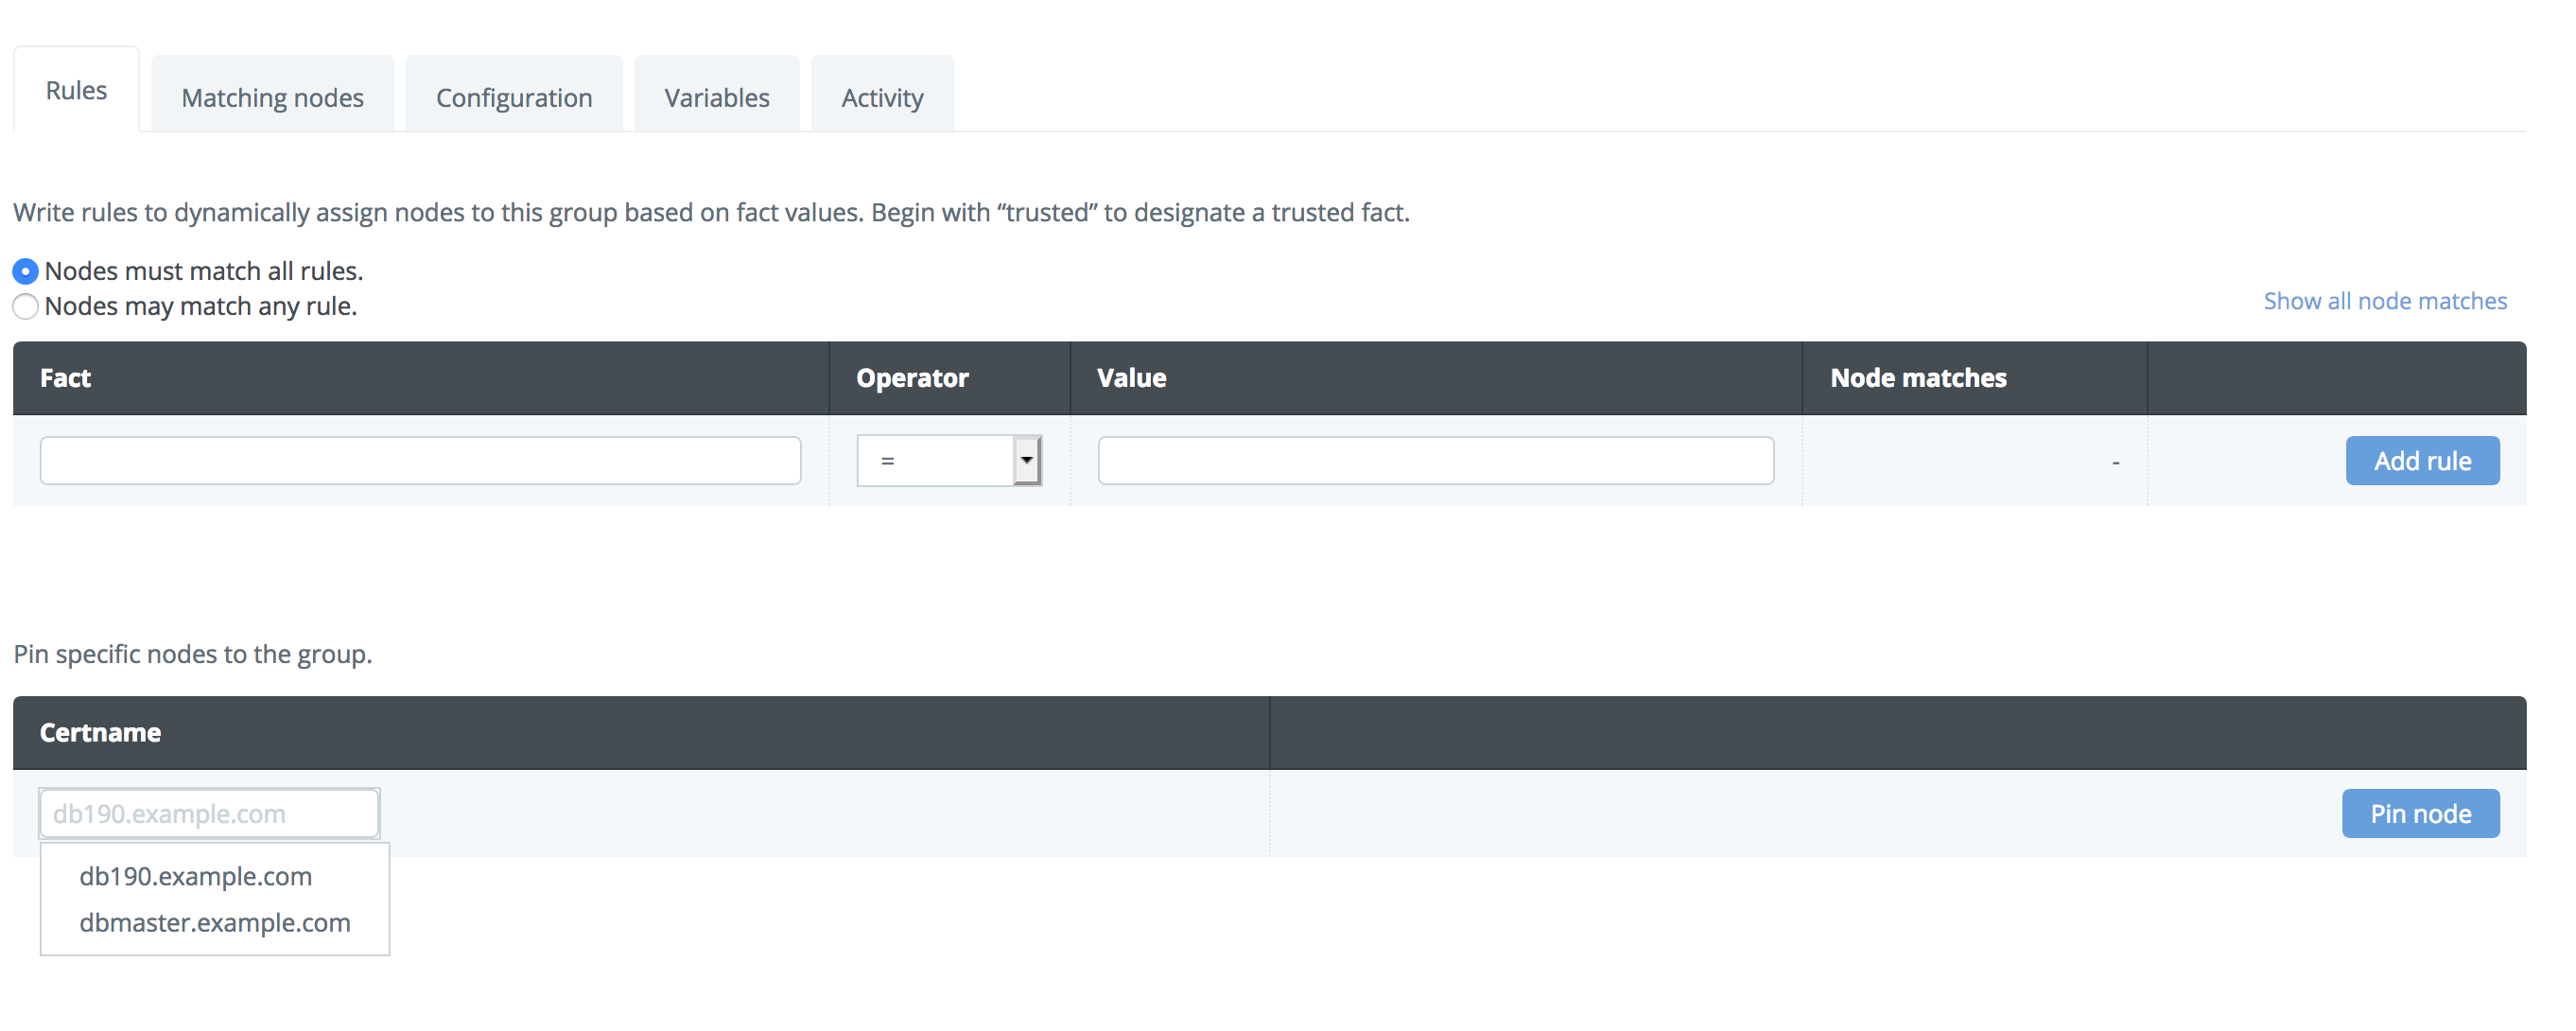 Rules Matching nodes Configuration Variables Activity
Write rules to dynamically assign nodes to this group based on fact values. Begin with “trusted” to designate a trusted fact.
Nodes must match all rules.
Nodes may match any rule.
Show all node matches
Fact Operator Value Node matches
= - Add rule
Pin specific nodes to the group.
Certname
db190.example.com Pin node
db190.example.com
dbmaster.example.com